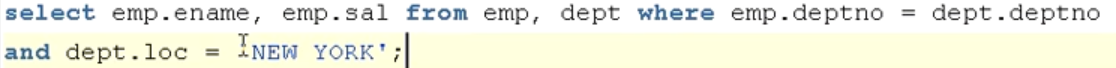 select emp.ename, emp.sal from emp, dept where emp.deptno = dept.deptno
and dept.loc = 'NEW YORK';